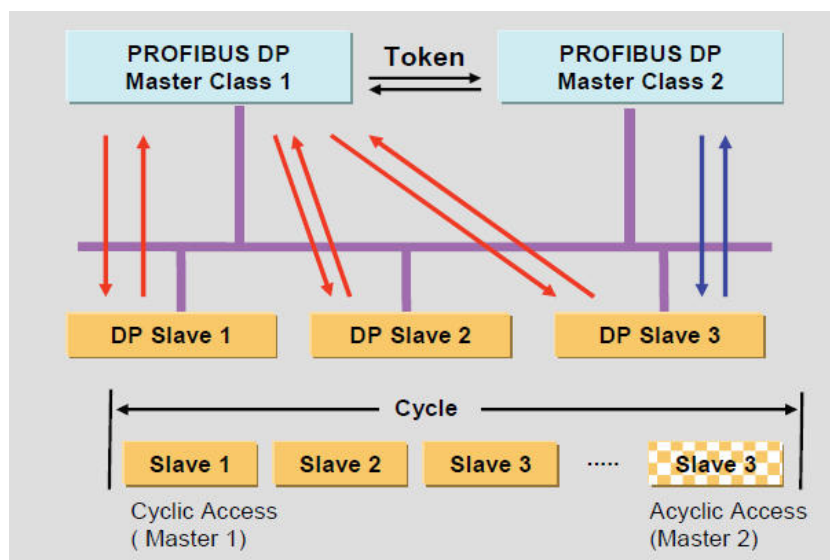 PROFIBUS DP
Master Class 1
Token
PROFIBUS DP
Master Class 2
DP Slave 1
DP Slave 2
DP Slave 3
Cycle
Slave 1
Slave 2
Slave 3
.....
Slave 3
Cyclic Access
( Master 1)
Acyclic Access
(Master 2)